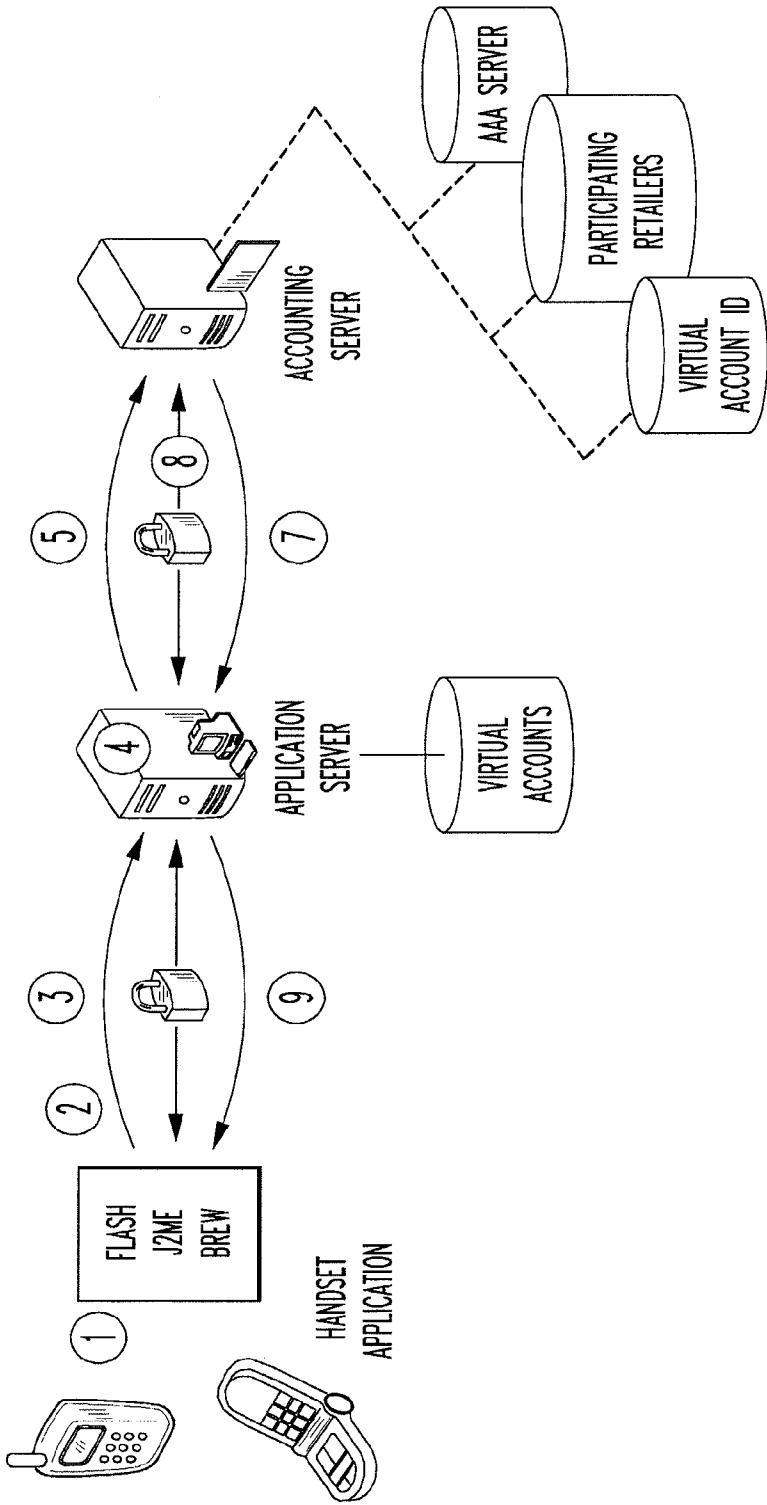 1
FLASH
J2ME
BREW
HANDSET
APPLICATION
2
3
9
4
APPLICATION
SERVER
VIRTUAL
ACCOUNTS
5
8
7
ACCOUNTING
SERVER
VIRTUAL
ACCOUNT ID
PARTICIPATING
RETAILERS
AAA SERVER